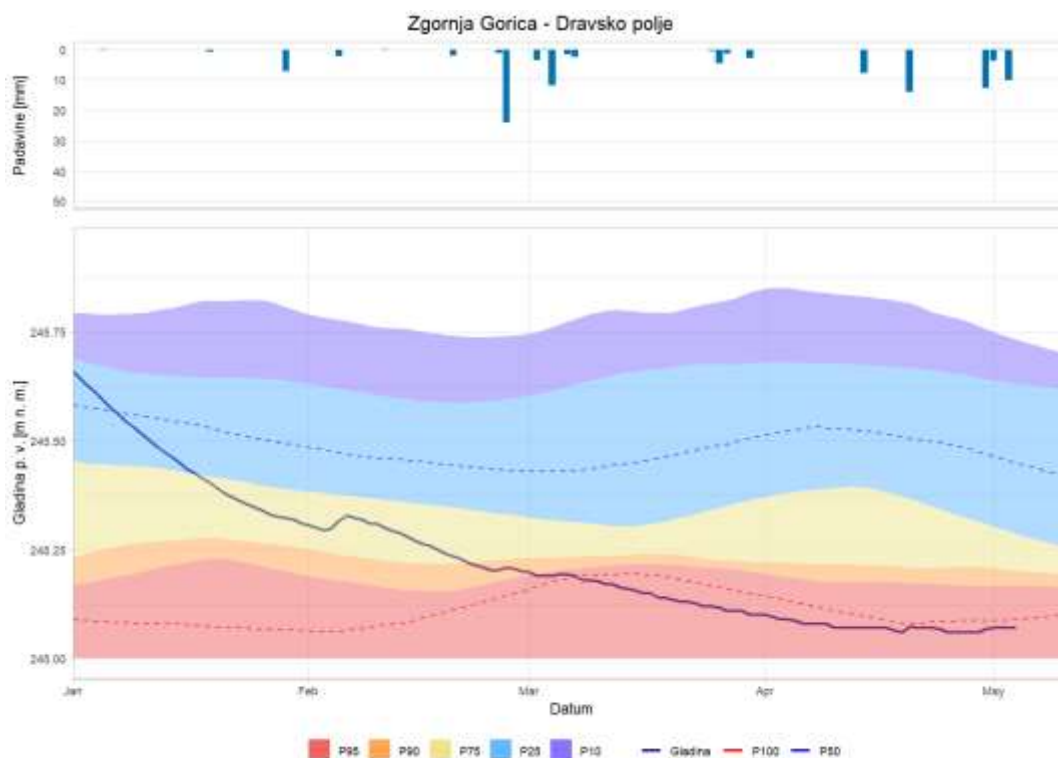 Zgornja Gorica - Dravsko polje
Padavine [mm]
0
10
20
30
40
50
Gladina p. v. [m n. m.]
248.75
248.50
248.25
248.00
Jan Feb Mar Apr May
Datum
P95 P90 P75 P25 P10 Gladina P100 P50